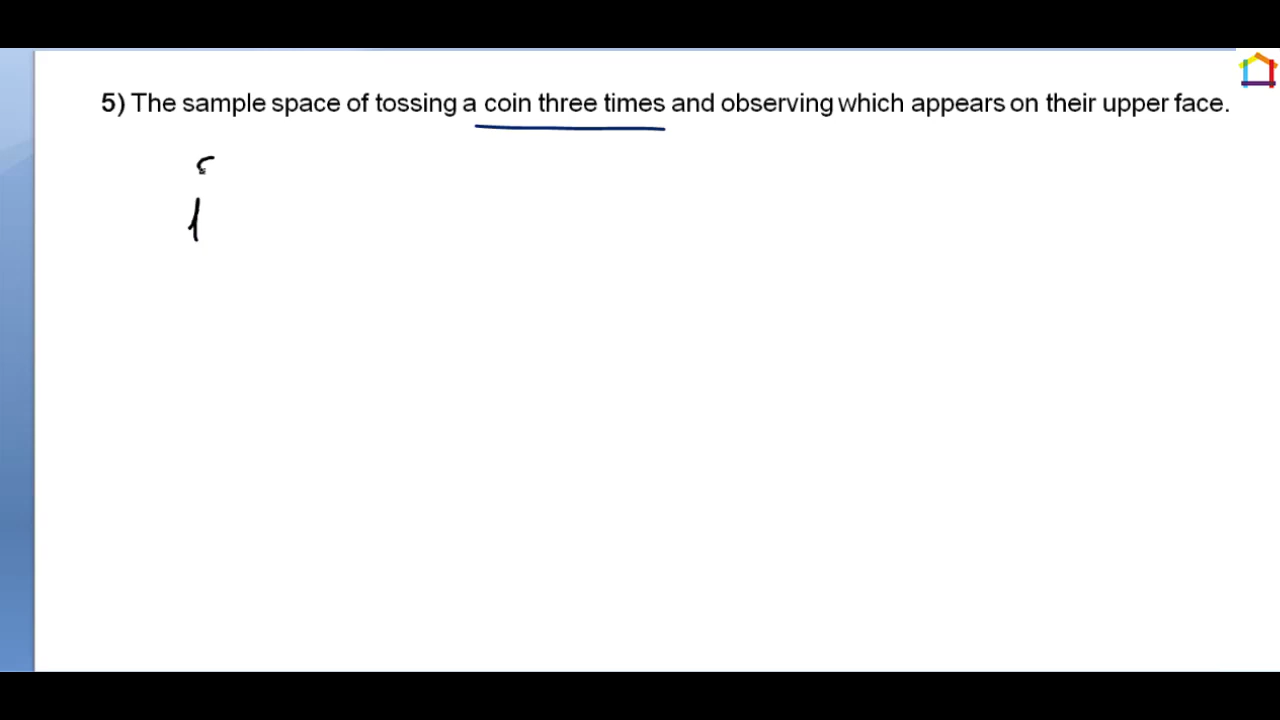 5) The sample space of tossing a coin three times and observing which appears on their upper face.